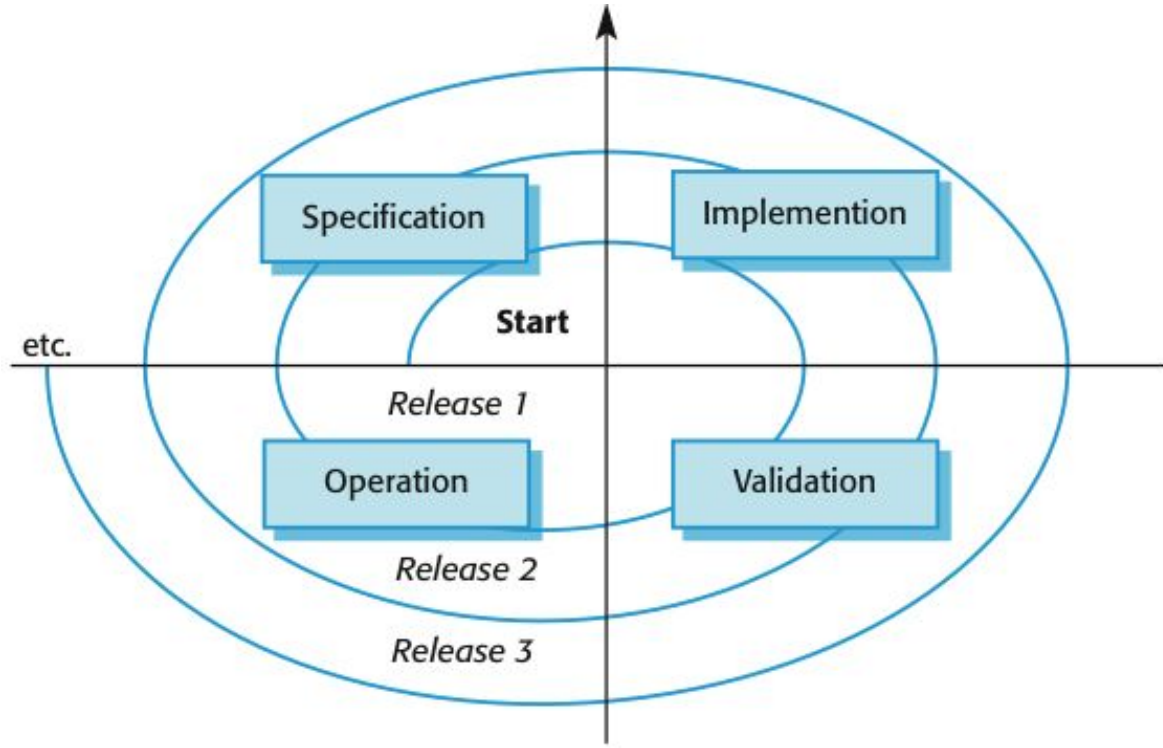 Specification
Implemention
Start
etc.
Release 1
Operation
Validation
Release 2
Release 3